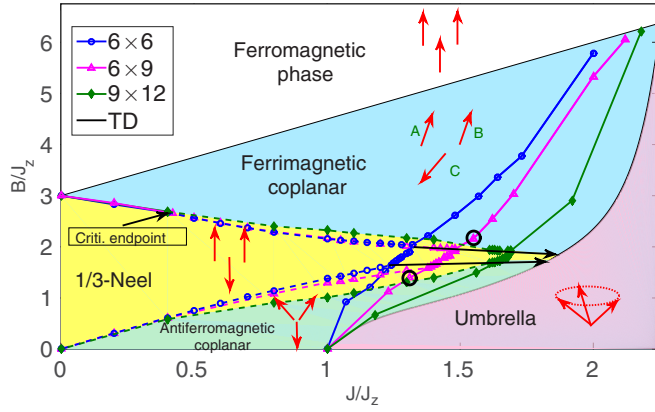 6 × 6
6 × 9
9 × 12
TD
Ferromagnetic
phase
A
B
C
Ferrimagnetic
coplanar
Criti. endpoint
1/3-Neel
Antiferromagnetic
coplanar
Umbrella
B/J_z
0
1
2
3
4
5
6
0
0.5
1
1.5
2
J/J_z